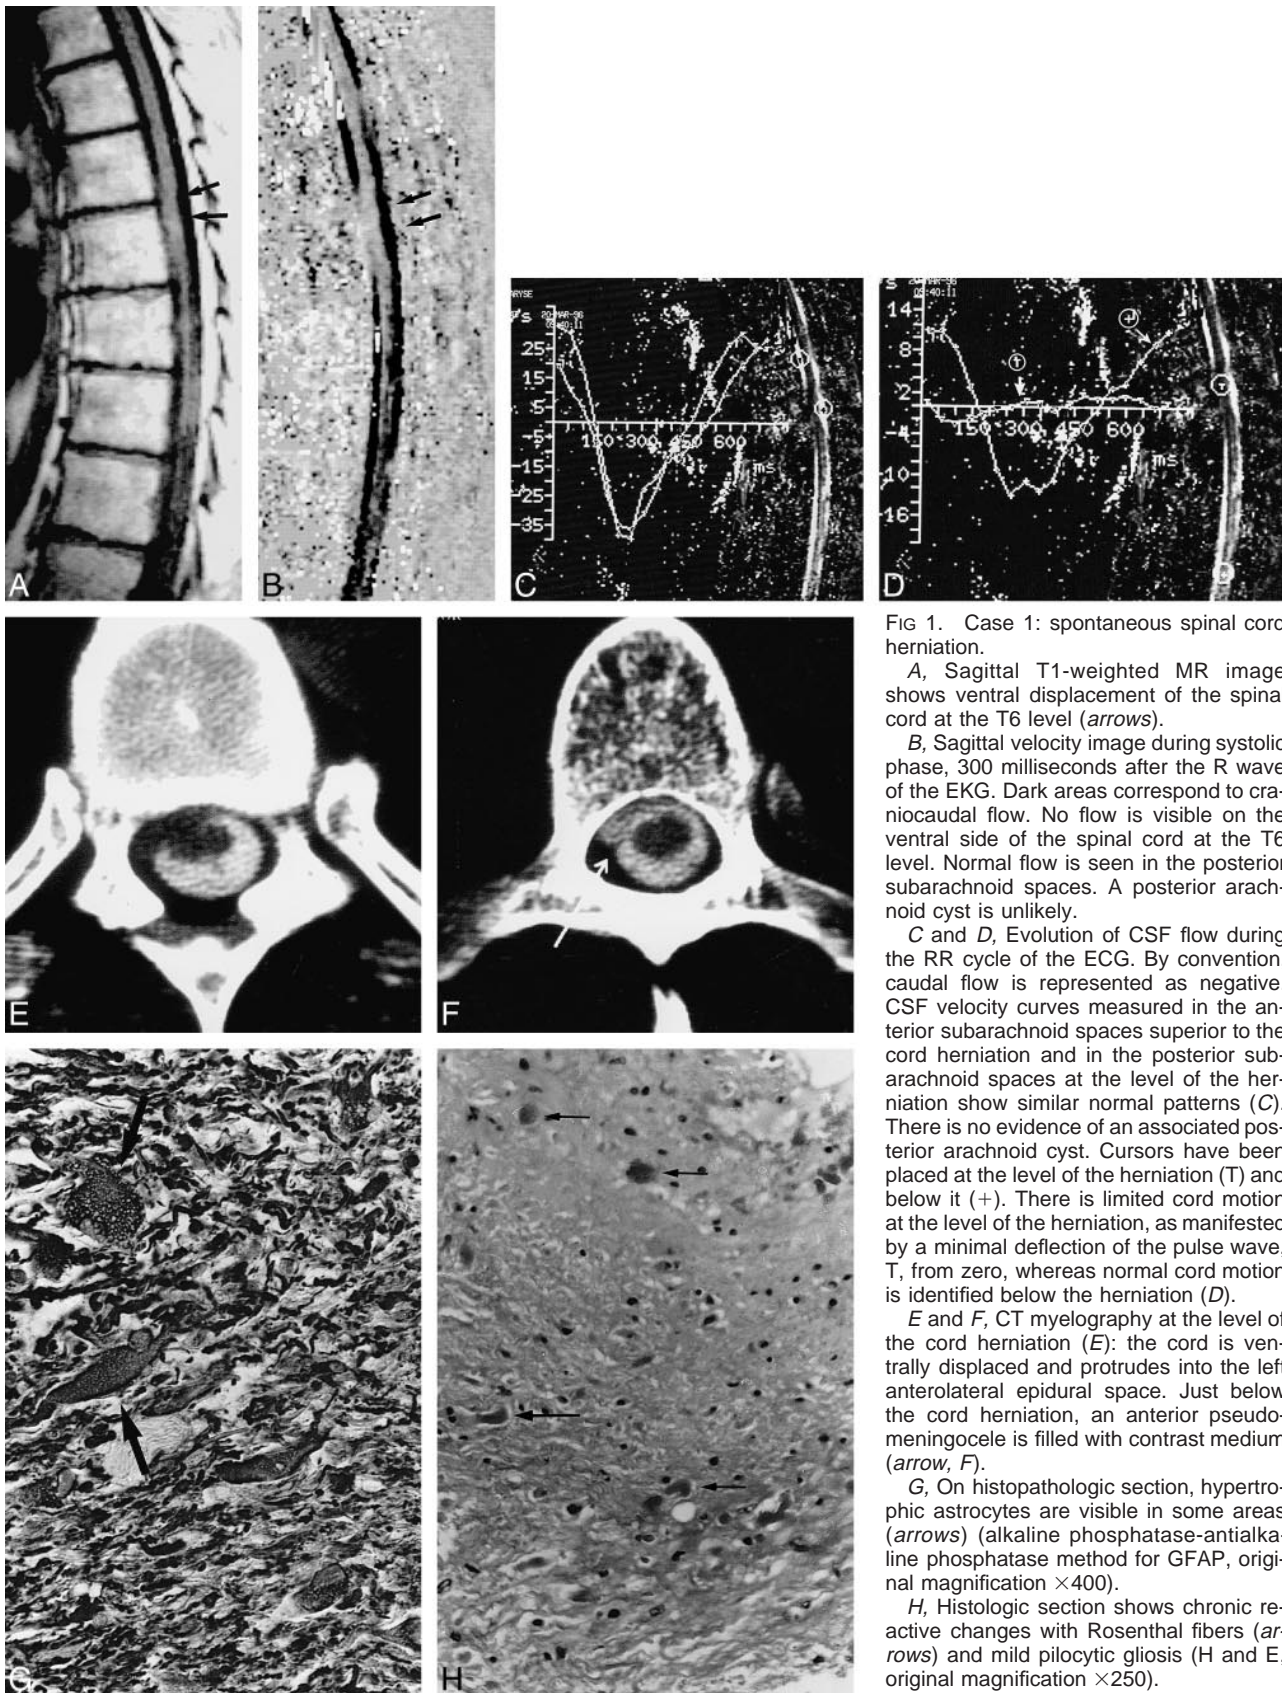 A
B
ARYSE
20-MAR-96
09:40:11
25
15
5
-5
-15
-25
-35
150 300 450 600
ms
C
20-MAR-96
09:40:11
14
8
2
-4
-10
-16
150 300 450 600
ms
D
E
F
G
H
FIG 1. Case 1: spontaneous spinal cord
herniation.
A, Sagittal T1-weighted MR image
shows ventral displacement of the spinal
cord at the T6 level (arrows).
B, Sagittal velocity image during systolic
phase, 300 milliseconds after the R wave
of the EKG. Dark areas correspond to cra-
niocaudal flow. No flow is visible on the
ventral side of the spinal cord at the T6
level. Normal flow is seen in the posterior
subarachnoid spaces. A posterior arach-
noid cyst is unlikely.
C and D, Evolution of CSF flow during
the RR cycle of the ECG. By convention
caudal flow is represented as negative
CSF velocity curves measured in the an-
terior subarachnoid spaces superior to the
cord herniation and in the posterior sub-
arachnoid spaces at the level of the her-
niation show similar normal patterns (C).
There is no evidence of an associated pos-
terior arachnoid cyst. Cursors have been
placed at the level of the herniation (T) and
below it (+). There is limited cord motion
at the level of the herniation, as manifested
by a minimal deflection of the pulse wave,
T, from zero, whereas normal cord motion
is identified below the herniation (D).
E and F, CT myelography at the level of
the cord herniation (E): the cord is ven-
trally displaced and protrudes into the left
anterolateral epidural space. Just below
the cord herniation, an anterior pseudo-
meningocele is filled with contrast medium
(arrow, F).
G, On histopathologic section, hypertro-
phic astrocytes are visible in some areas
(arrows) (alkaline phosphatase-antialka-
line phosphatase method for GFAP, origi-
nal magnification ×400).
H, Histologic section shows chronic re-
active changes with Rosenthal fibers (ar-
rows) and mild pilocytic gliosis (H and E,
original magnification ×250).